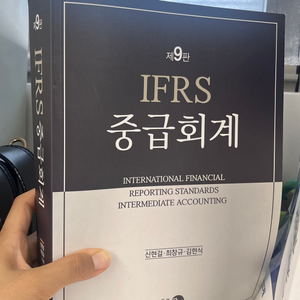 제9판
IFRS
중급회계
INTERNATIONAL FINANCIAL
REPORTING STANDARDS
INTERMEDIATE ACCOUNTING
신현걸·최창규·김현식
IFRS 중급회계